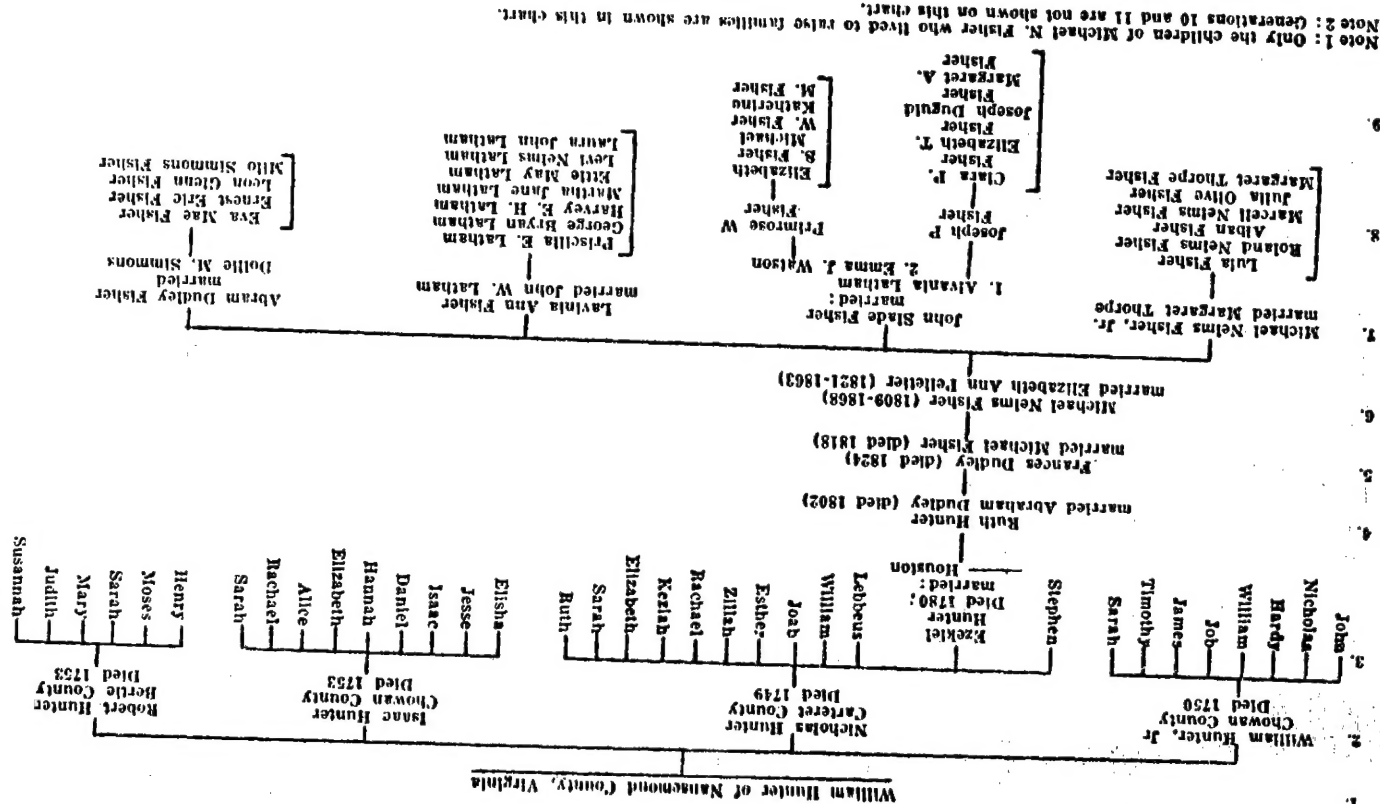 1.
William Hunter of Nansemond County, Virginia
2.
William Hunter, Jr
Chowan County
Died 1750
Nicholas Hunter
Carteret County
Died 1749
Isaac Hunter
Chowan County
Died 1753
Robert Hunter
Bertie County
Died 1753
3.
John
Nicholas
Hardy
William
Job
James
Timothy
Sarah
Stephen
Ezekiel
Hunter
Died 1780;
married:
Houston
Lebbeus
William
Joab
Esther
Zillah
Rachael
Keziah
Elizabeth
Sarah
Ruth
Elisha
Jesse
Isaac
Daniel
Hannah
Elizabeth
Alice
Rachael
Sarah
Henry
Moses
Sarah
Mary
Judith
Susannah
4.
Ruth Hunter
married Abraham Dudley (died 1802)
5.
Frances Dudley (died 1824)
married Michael Fisher (died 1818)
6.
Michael Nelms Fisher (1809-1868)
married Elizabeth Ann Pelletier (1821-1863)
7.
Michael Nelms Fisher, Jr.
married Margaret Thorpe
John Slade Fisher
married:
1. Alvania Latham
2. Emma J. Watson
Lavinia Ann Fisher
married John W. Latham
Abram Dudley Fisher
married
Dollie M. Simmons
8.
Lula Fisher
Roland Nelms Fisher
Alban Fisher
Marcell Nelms Fisher
Julia Olive Fisher
Margaret Thorpe Fisher
Joseph P
Fisher
Primrose W
Fisher
Priscilla E. Latham
George Bryan Latham
Harvey E. H. Latham
Martha Jane Latham
Ettie May Latham
Levi Nelms Latham
Laura John Latham
Eva Mae Fisher
Ernest Eric Fisher
Leon Glenn Fisher
Milo Simmons Fisher
9.
Clara P.
Fisher
Elizabeth T.
Fisher
Joseph Duguid
Fisher
Margaret A.
Fisher
Elizabeth
S. Fisher
Michael
W. Fisher
Katherine
M. Fisher
Note 1: Only the children of Michael N. Fisher who lived to raise families are shown in this chart.
Note 2: Generations 10 and 11 are not shown on this chart.